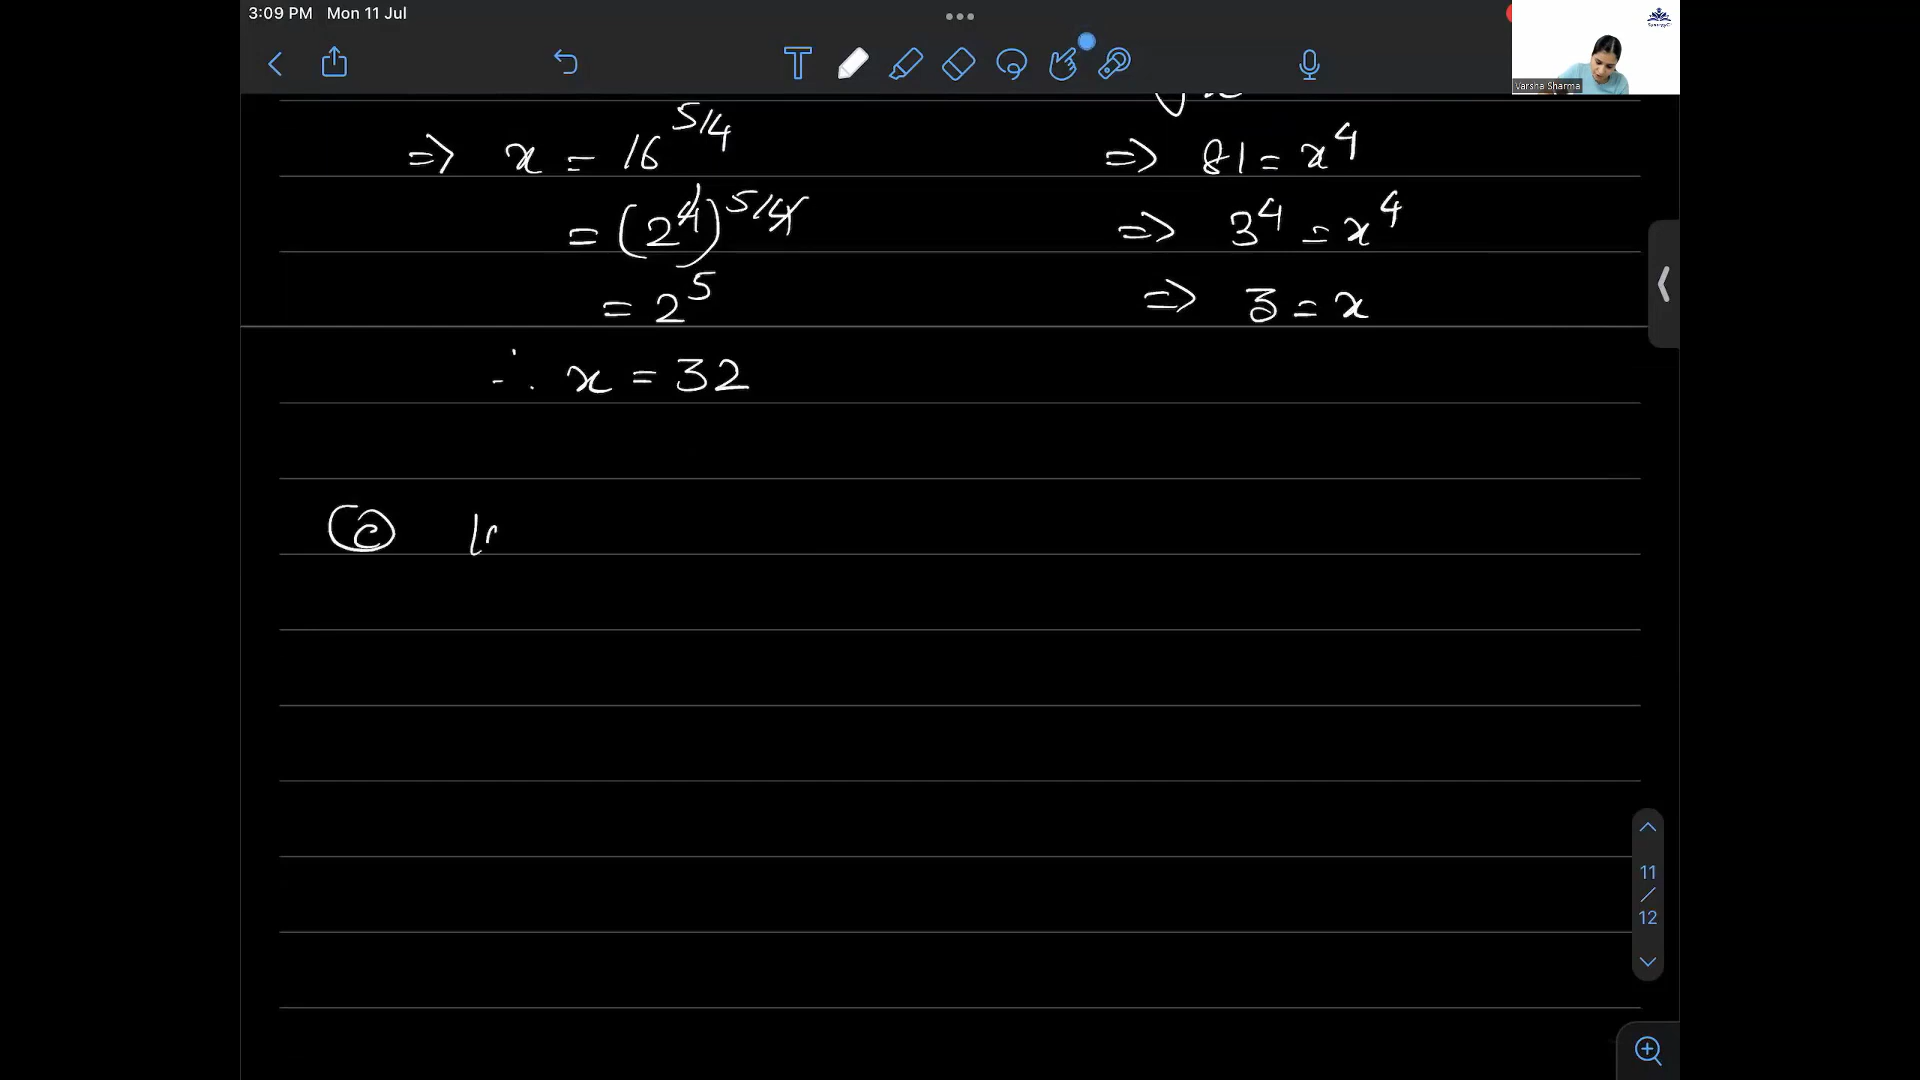 3:09 PM Mon 11 Jul
Varsha Sharma
=> x = 16^5/4
= (2^4)^5/4
= 2^5
∴ x = 32
=> 81 = x^4
=> 3^4 = x^4
=> 3 = x
(c)
11
/
12